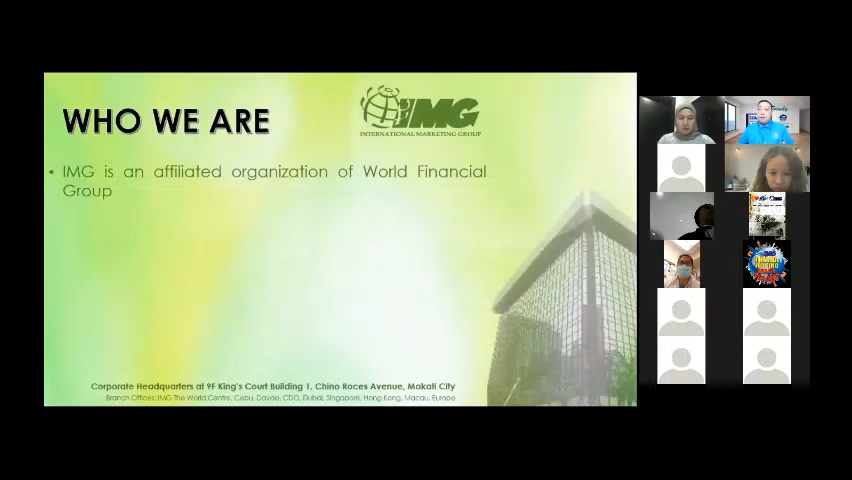 WHO WE ARE
IMG
INTERNATIONAL MARKETING GROUP
• IMG is an affiliated organization of World Financial
Group
Corporate Headquarters at 9F King's Court Building 1, Chino Roces Avenue, Makati City
Branch Offices: IMG The World Centre, Cebu, Davao, CDO, Dubai, Singapore, Hong Kong, Macau, Europe